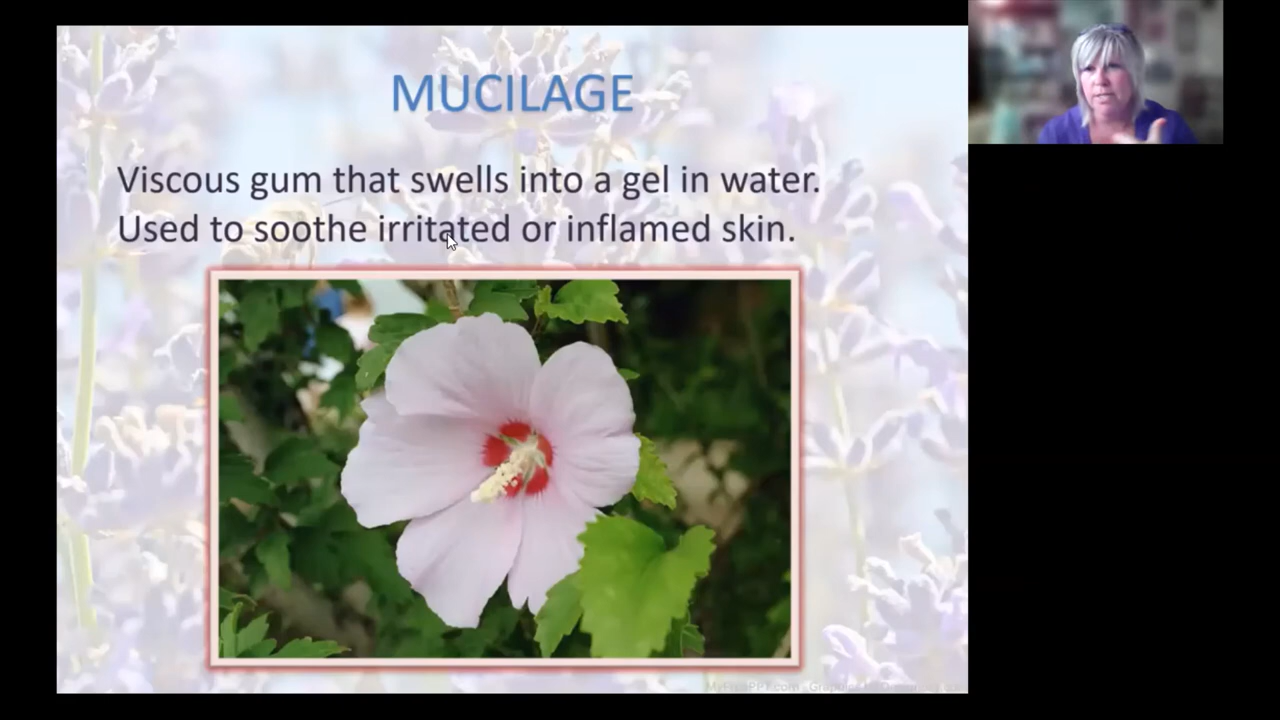 MUCILAGE
Viscous gum that swells into a gel in water.
Used to soothe irritated or inflamed skin.